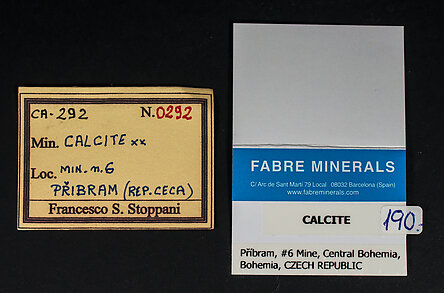 CA-292 N.0292
Min. CALCITE xx
Loc. MIN. n.6
PŘIBRAM (REP. CECA)
Francesco S. Stoppani
FABRE MINERALS
C/ Arc de Sant Martí 79 Local 08032 Barcelona (Spain)
www.fabreminerals.com
CALCITE
190.-
Příbram, #6 Mine, Central Bohemia,
Bohemia, CZECH REPUBLIC